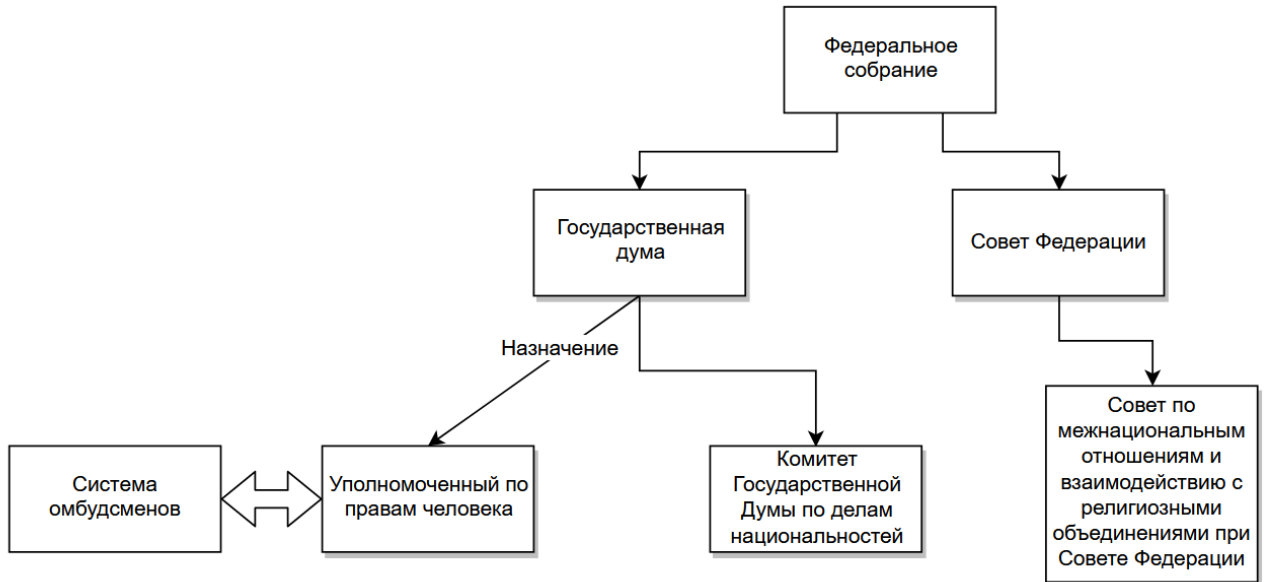 Федеральное
собрание
Государственная
дума
Совет Федерации
Назначение
Система
омбудсменов
Уполномоченный по
правам человека
Комитет
Государственной
Думы по делам
национальностей
Совет по
межнациональным
отношениям и
взаимодействию с
религиозными
объединениями при
Совете Федерации